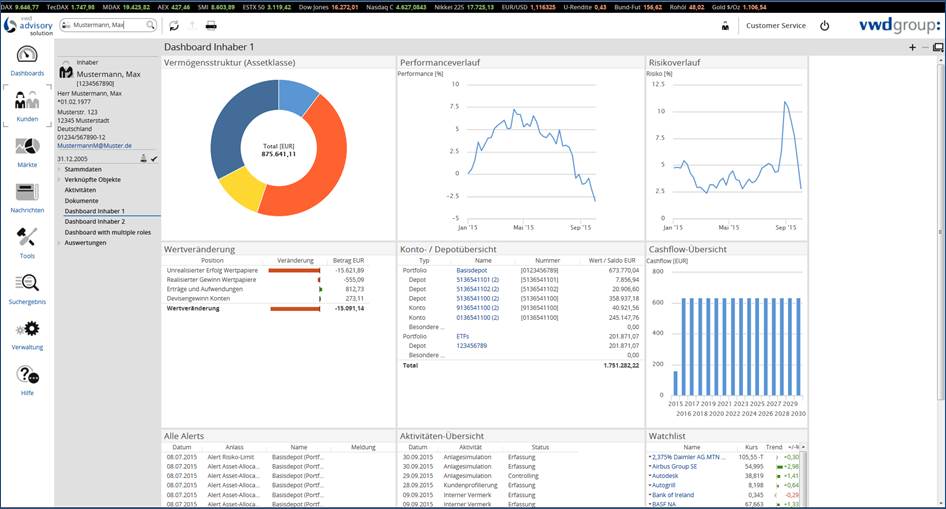 DAX 9.646,77 TecDAX 1.747,98 MDAX 19.423,82 AEX 427,46 SMI 8.603,89 ESTX 50 3.119,42 Dow Jones 16.272,01 Nasdaq C 4.627,0843 Nikkei 225 17.725,13 EUR/USD 1,116325 U-Rendite 0,43 Bund-Fut 156,62 Rohöl 48,02 Gold $/Oz 1.106,54
vwd
advisory
solution
Mustermann, Max
Customer Service
vwdgroup:
Dashboards
Kunden
Märkte
Nachrichten
Tools
Suchergebnis
Verwaltung
Hilfe
Inhaber
Mustermann, Max
[1234567890]
Herr Mustermann, Max
*01.02.1977
Musterstr. 123
12345 Musterstadt
Deutschland
01234/567890-12
MustermannM@Muster.de
31.12.2005
Stammdaten
Verknüpfte Objekte
Aktivitäten
Dokumente
Dashboard Inhaber 1
Dashboard Inhaber 2
Dashboard with multiple roles
Auswertungen
Dashboard Inhaber 1
Vermögensstruktur (Assetklasse)
Total [EUR]
875.641,11
Performanceverlauf
Performance [%]
10
7.5
5
2.5
0
−2.5
−5
Jan '15 Mai '15 Sep '15
Risikoverlauf
Risiko [%]
12.5
10
7.5
5
2.5
0
Jan '15 Mai '15 Sep '15
Wertveränderung
Position Veränderung Betrag EUR
Unrealisierter Erfolg Wertpapiere -15.621,89
Realisierter Gewinn Wertpapiere -555,09
Erträge und Aufwendungen 812,73
Devisengewinn Konten 273,11
Wertveränderung -15.091,14
Konto- / Depotübersicht
Typ Name Nummer Wert / Saldo EUR
Portfolio Basisdepot [0123456789] 673.770,04
Depot 5136541101 (2) [5136541101] 7.856,94
Depot 5136541102 (2) [5136541102] 20.906,60
Depot 5136541100 (2) [5136541100] 358.937,18
Konto 9136541100 (2) [9136541100] 40.921,56
Konto 0136541100 (2) [0136541100] 245.147,76
Besondere ... 0,00
Portfolio ETFs 201.871,07
Depot 123456789 201.871,07
Besondere ... 0,00
Total 1.751.282,22
Cashflow-Übersicht
Cashflow [EUR]
800
600
400
200
0
2015 2017 2019 2021 2023 2025 2027 2029
2016 2018 2020 2022 2024 2026 2028 2030
Alle Alerts
Datum Anlass Name Meldung
08.07.2015 Alert Risiko-Limit Basisdepot (Portf...
08.07.2015 Alert Asset-Alloca... Basisdepot (Portf...
08.07.2015 Alert Asset-Alloca... Basisdepot (Portf...
08.07.2015 Alert Asset-Alloca... Basisdepot (Portf...
08.07.2015 Alert Asset-Alloca... Basisdepot (Portf...
08.07.2015 Alert Asset-Alloca... Basisdepot (Portf...
Aktivitäten-Übersicht
Datum Aktivität Status
30.09.2015 Anlagesimulation Erfassung
30.09.2015 Anlagesimulation Erfassung
29.09.2015 Anlagesimulation Controlling
28.09.2015 Kundenprofilierung Erfassung
09.09.2015 Interner Vermerk Erfassung
09.09.2015 Interner Vermerk Erfassung
Watchlist
Name Kurs Trend +/-%
2,375% Daimler AG MTN ... 105,55 -T +0,30
Airbus Group SE 54,995 +2,98
Autodesk 38,819 +1,41
Autogrill 8,198 +0,64
Bank of Ireland 0,345 -0,29
BASF NA 67,663 +1,33